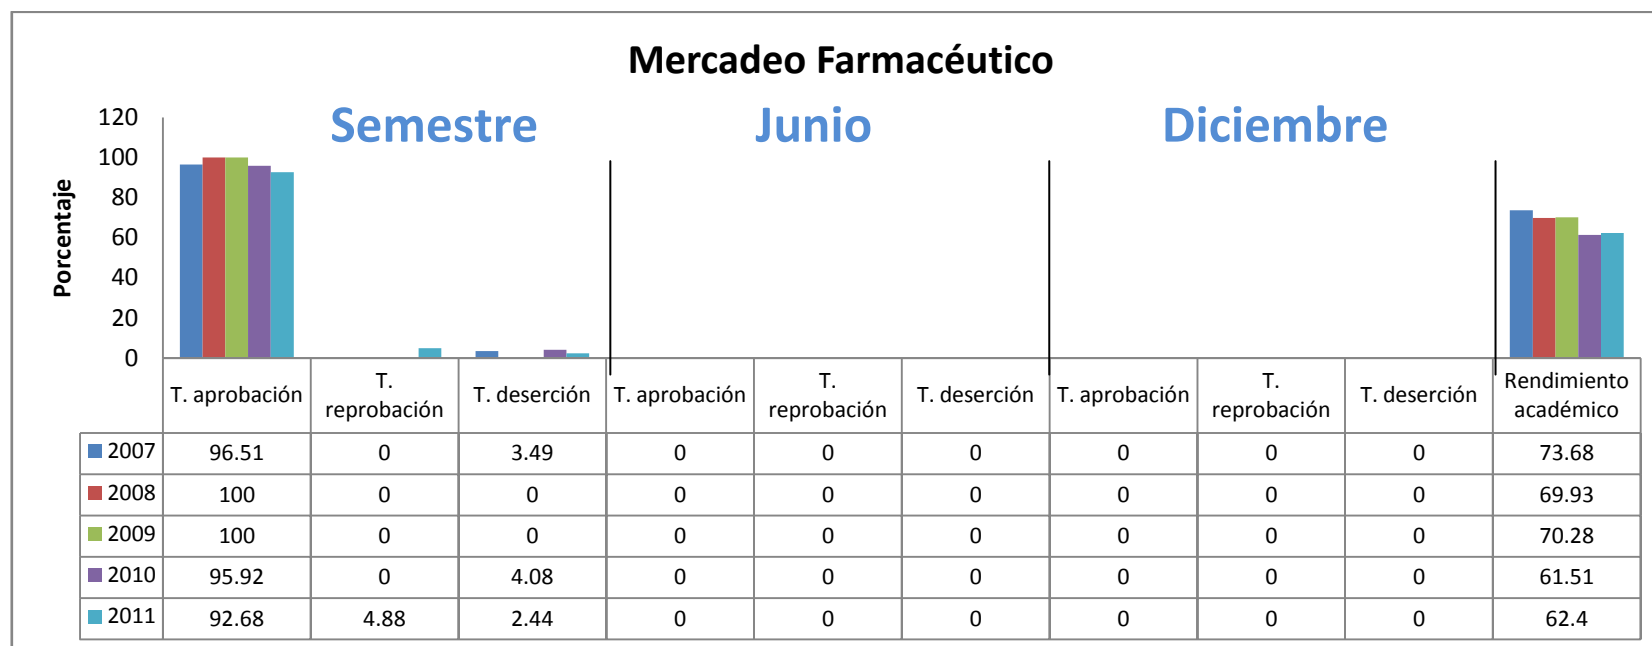 Mercadeo Farmacéutico
Semestre Junio Diciembre
Porcentaje
120
100
80
60
40
20
0
T. aprobación T. reprobación T. deserción T. aprobación T. reprobación T. deserción T. aprobación T. reprobación T. deserción Rendimiento académico
2007 96.51 0 3.49 0 0 0 0 0 0 73.68
2008 100 0 0 0 0 0 0 0 0 69.93
2009 100 0 0 0 0 0 0 0 0 70.28
2010 95.92 0 4.08 0 0 0 0 0 0 61.51
2011 92.68 4.88 2.44 0 0 0 0 0 0 62.4